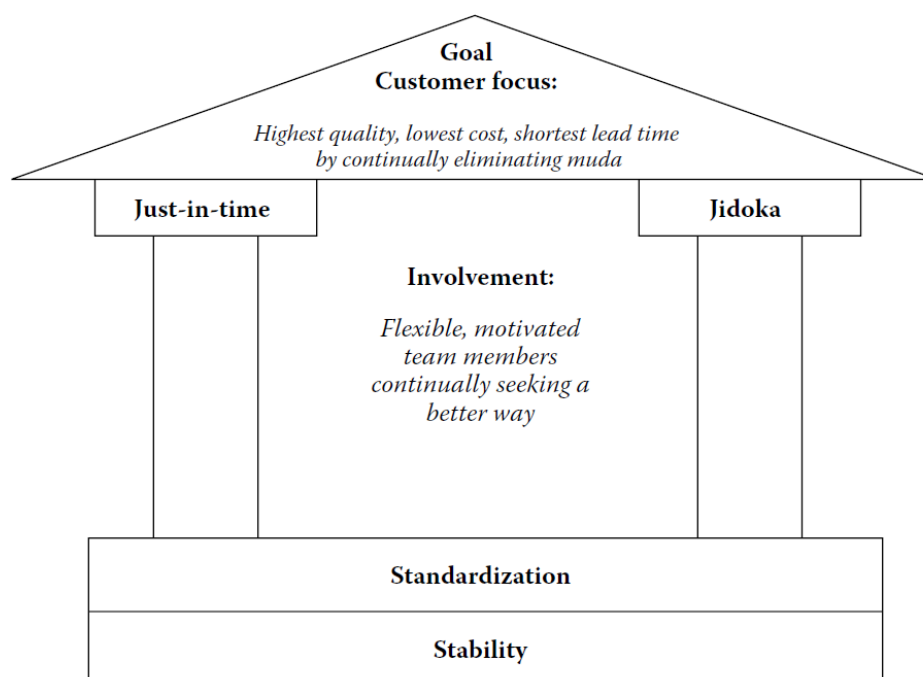 Goal
Customer focus:
Highest quality, lowest cost, shortest lead time
by continually eliminating muda
Just-in-time
Jidoka
Involvement:
Flexible, motivated
team members
continually seeking a
better way
Standardization
Stability